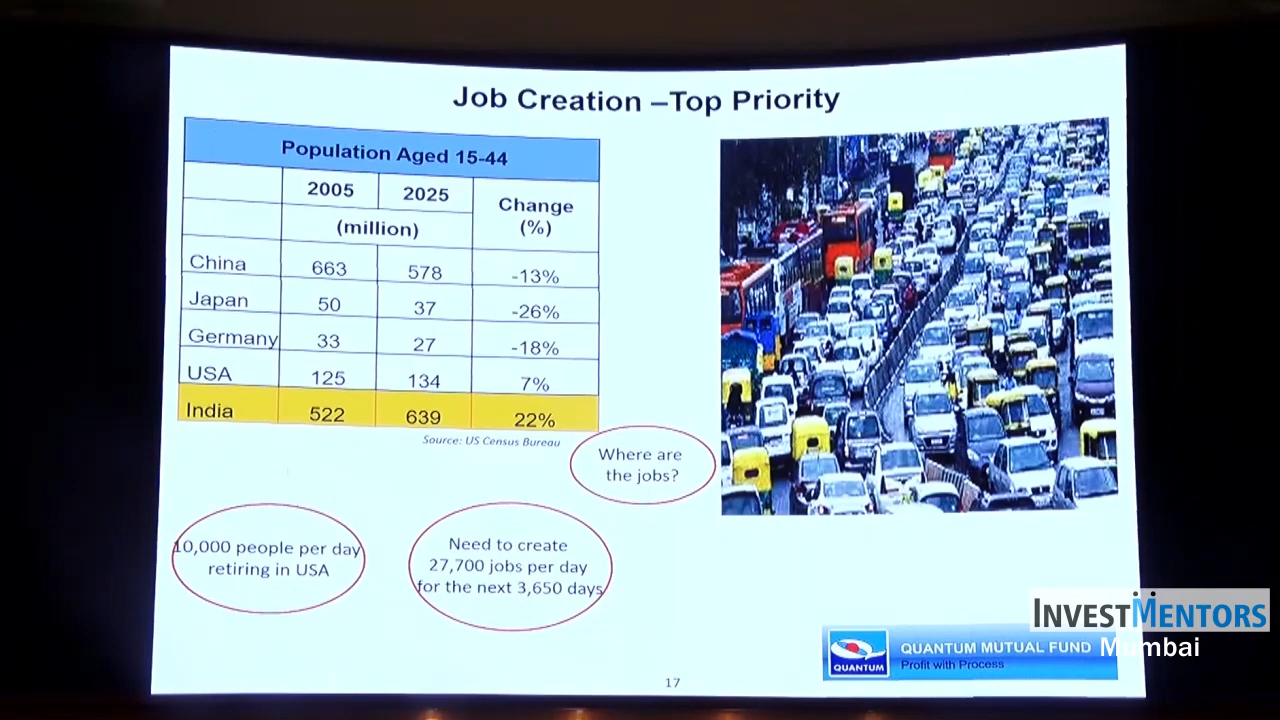 Job Creation –Top Priority
Population Aged 15-44
2005 2025 Change (%)
(million)
China 663 578 -13%
Japan 50 37 -26%
Germany 33 27 -18%
USA 125 134 7%
India 522 639 22%
Source: US Census Bureau
Where are
the jobs?
10,000 people per day
retiring in USA
Need to create
27,700 jobs per day
for the next 3,650 days
INVESTMENTORS
Mumbai
QUANTUM
QUANTUM MUTUAL FUND
Profit with Process
17